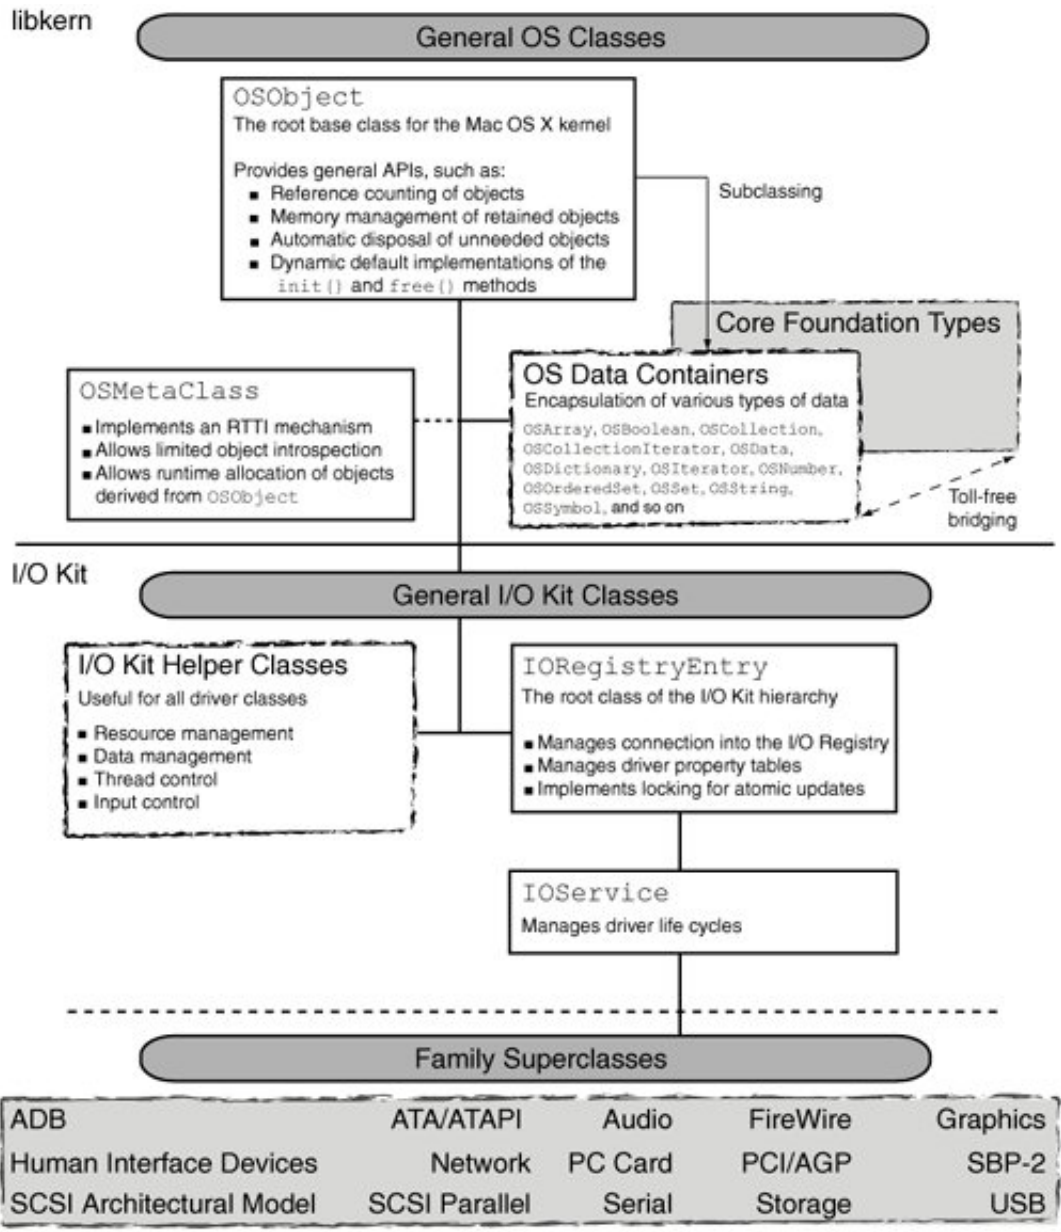 libkern
General OS Classes
OSObject
The root base class for the Mac OS X kernel
Provides general APIs, such as:
▪ Reference counting of objects
▪ Memory management of retained objects
▪ Automatic disposal of unneeded objects
▪ Dynamic default implementations of the
init() and free() methods
Subclassing
Core Foundation Types
OSMetaClass
▪ Implements an RTTI mechanism
▪ Allows limited object introspection
▪ Allows runtime allocation of objects
derived from OSObject
OS Data Containers
Encapsulation of various types of data
OSArray, OSBoolean, OSCollection,
OSCollectionIterator, OSData,
OSDictionary, OSIterator, OSNumber,
OSOrderedSet, OSSet, OSString,
OSSymbol, and so on
Toll-free
bridging
I/O Kit
General I/O Kit Classes
I/O Kit Helper Classes
Useful for all driver classes
▪ Resource management
▪ Data management
▪ Thread control
▪ Input control
IORegistryEntry
The root class of the I/O Kit hierarchy
▪ Manages connection into the I/O Registry
▪ Manages driver property tables
▪ Implements locking for atomic updates
IOService
Manages driver life cycles
Family Superclasses
ADB ATA/ATAPI Audio FireWire Graphics
Human Interface Devices Network PC Card PCI/AGP SBP-2
SCSI Architectural Model SCSI Parallel Serial Storage USB